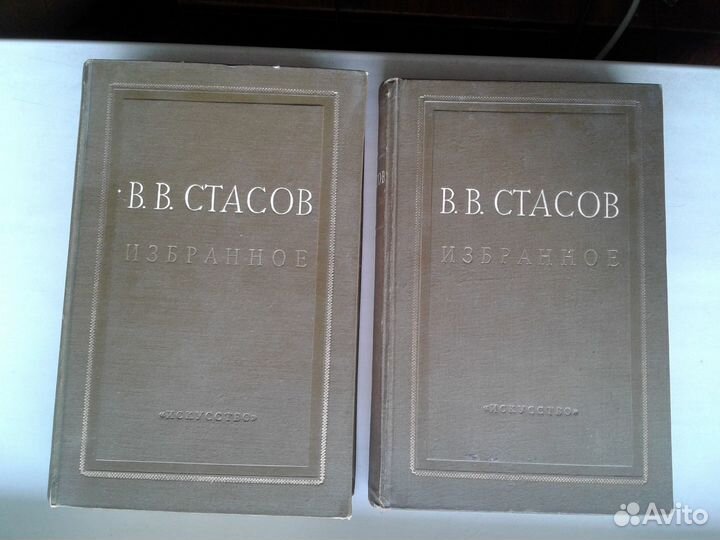 В. В. СТАСОВ
ИЗБРАННОЕ
«ИСКУССТВО»
В. В. СТАСОВ
ИЗБРАННОЕ
«ИСКУССТВО»
Avito